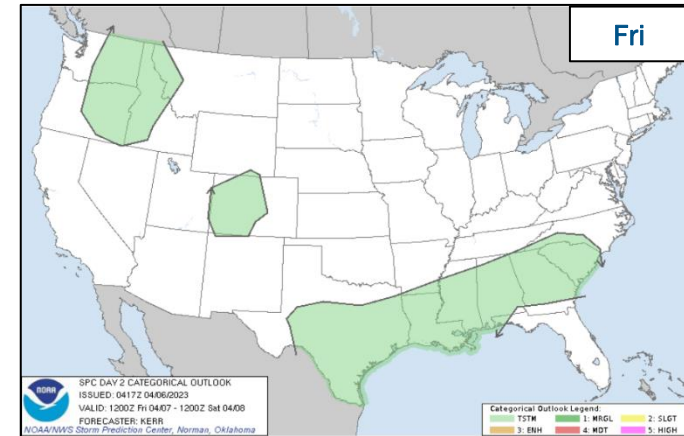 Fri
NOAA
SPC DAY 2 CATEGORICAL OUTLOOK
ISSUED: 0417Z 04/06/2023
VALID: 1200Z Fri 04/07 - 1200Z Sat 04/08
FORECASTER: KERR
NOAA/NWS Storm Prediction Center, Norman, Oklahoma
Categorical Outlook Legend:
TSTM 1: MRGL 2: SLGT
3: ENH 4: MDT 5: HIGH